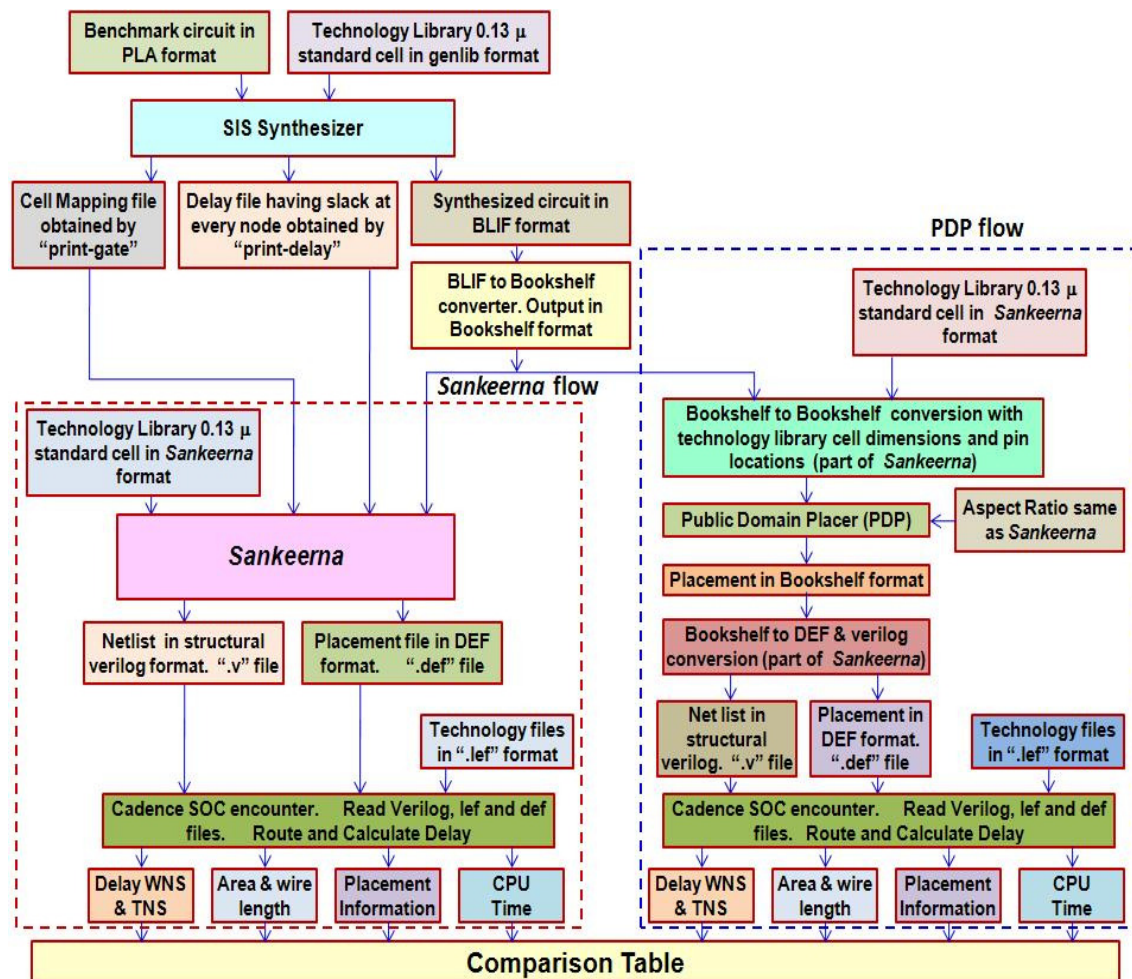 Benchmark circuit in
PLA format
Technology Library 0.13 μ
standard cell in genlib format
SIS Synthesizer
Cell Mapping file
obtained by
“print-gate”
Delay file having slack at
every node obtained by
“print-delay”
Synthesized circuit in
BLIF format
BLIF to Bookshelf
converter. Output in
Bookshelf format
PDP flow
Technology Library 0.13 μ
standard cell in Sankeerna
format
Sankeerna flow
Technology Library 0.13 μ
standard cell in Sankeerna
format
Bookshelf to Bookshelf conversion with
technology library cell dimensions and pin
locations (part of Sankeerna)
Sankeerna
Public Domain Placer (PDP)
Aspect Ratio same
as Sankeerna
Placement in Bookshelf format
Netlist in structural
verilog format. “.v” file
Placement file in DEF
format. “.def” file
Bookshelf to DEF & verilog
conversion (part of Sankeerna)
Technology files
in “.lef” format
Net list in
structural
verilog. “.v” file
Placement in
DEF format.
“.def” file
Technology files
in “.lef” format
Cadence SOC encounter. Read Verilog, lef and def
files. Route and Calculate Delay
Cadence SOC encounter. Read Verilog, lef and def
files. Route and Calculate Delay
Delay WNS
& TNS
Area & wire
length
Placement
Information
CPU
Time
Delay WNS
& TNS
Area & wire
length
Placement
Information
CPU
Time
Comparison Table